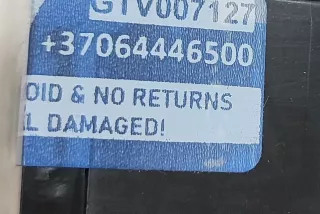 GTV007127
+37064446500
OID & NO RETURNS
L DAMAGED!